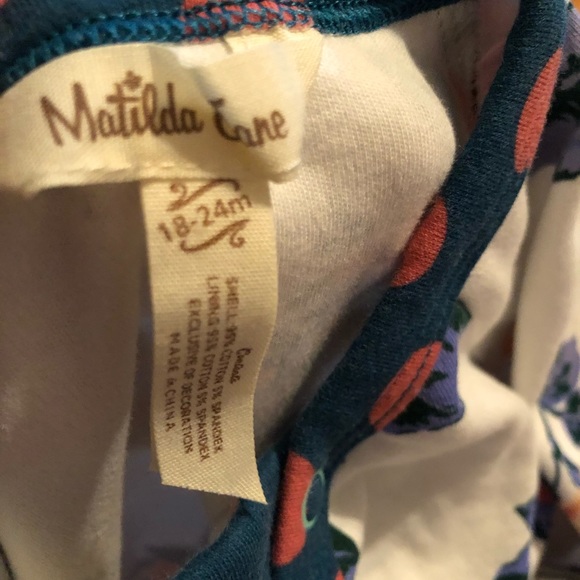 Matilda Jane
18-24m
SHELL 95% COTTON 5% SPANDEX
LINING 95% COTTON 5% SPANDEX
EXCLUSIVE OF DECORATION
MADE in CHINA